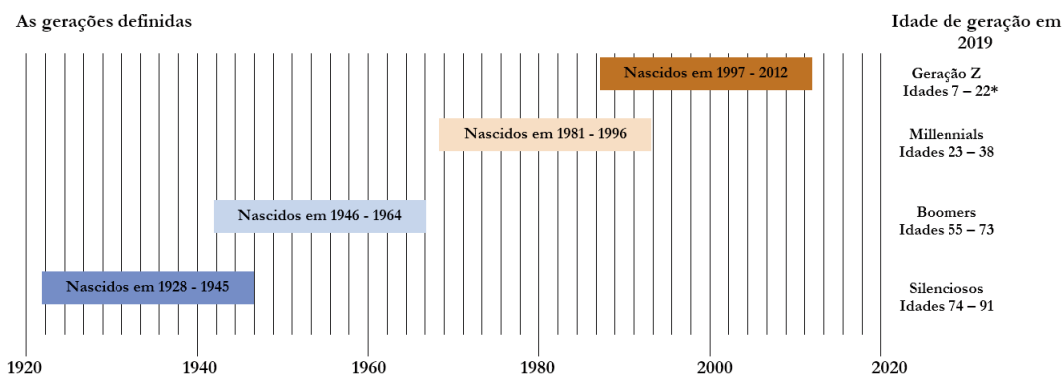 As gerações definidas
Idade de geração em
2019
Nascidos em 1997 - 2012
Geração Z
Idades 7 – 22*
Nascidos em 1981 - 1996
Millennials
Idades 23 – 38
Nascidos em 1946 - 1964
Boomers
Idades 55 – 73
Nascidos em 1928 - 1945
Silenciosos
Idades 74 – 91
1920
1940
1960
1980
2000
2020